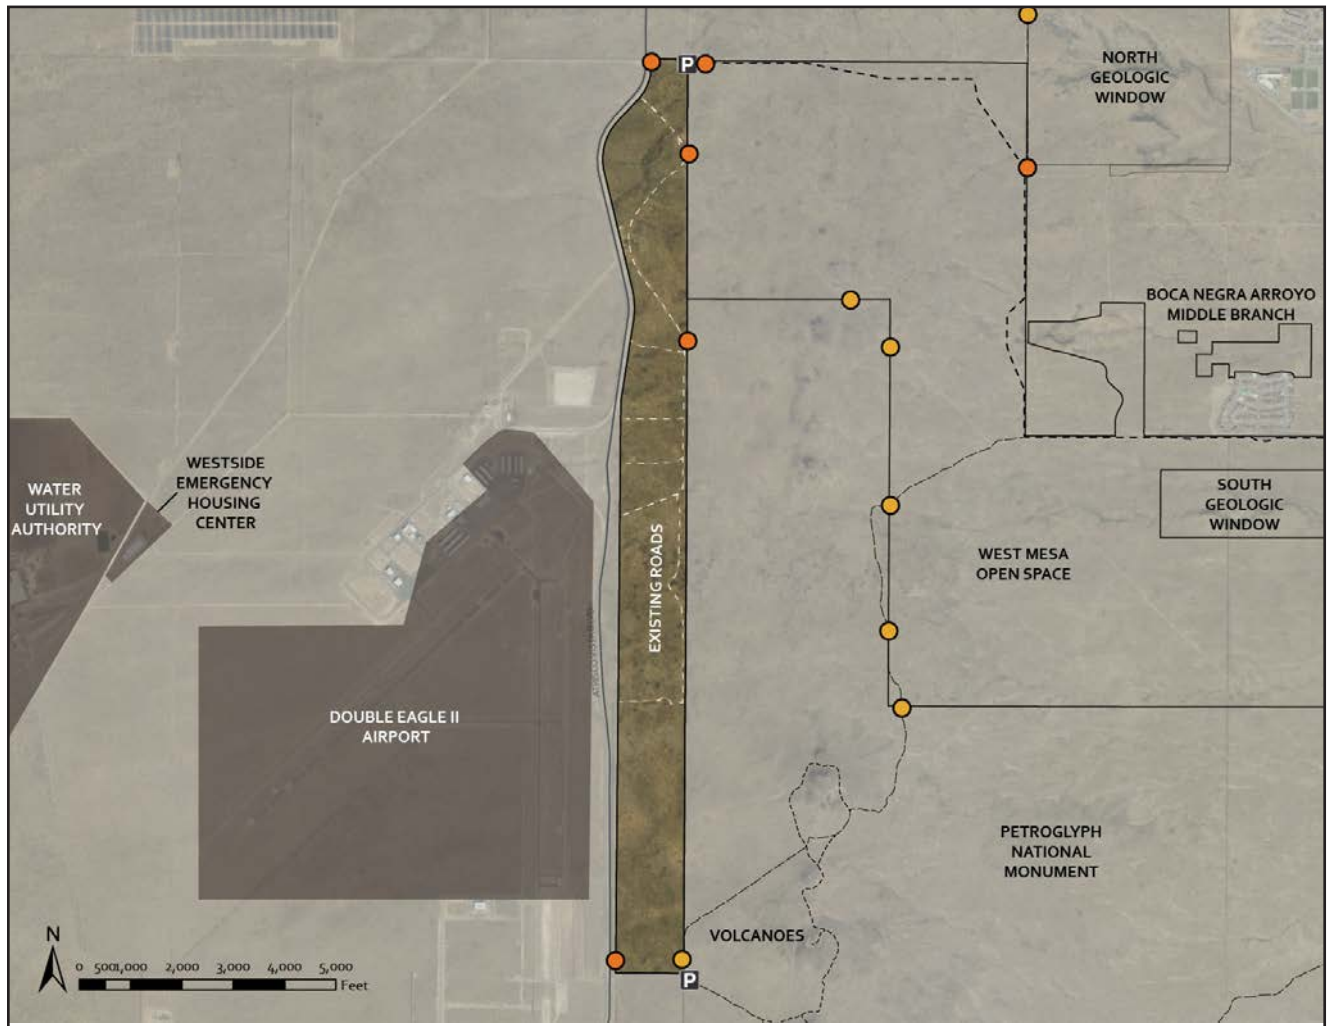 P
NORTH
GEOLOGIC
WINDOW
BOCA NEGRA ARROYO
MIDDLE BRANCH
WESTSIDE
EMERGENCY
HOUSING
CENTER
WATER
UTILITY
AUTHORITY
SOUTH
GEOLOGIC
WINDOW
EXISTING ROADS
WEST MESA
OPEN SPACE
DOUBLE EAGLE II
AIRPORT
PETROGLYPH
NATIONAL
MONUMENT
VOLCANOES
N
0 500 1,000 2,000 3,000 4,000 5,000
Feet
P